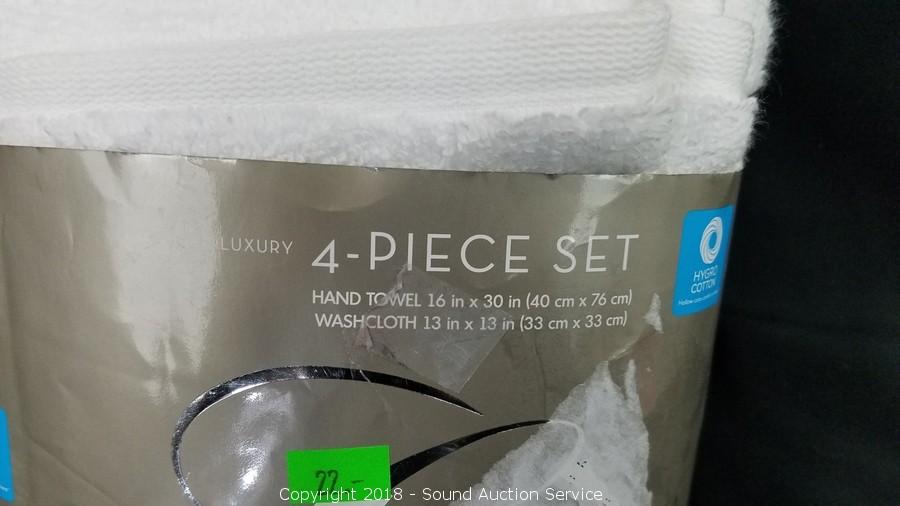 LUXURY 4-PIECE SET
HAND TOWEL 16 in x 30 in (40 cm x 76 cm)
WASHCLOTH 13 in x 13 in (33 cm x 33 cm)
HYGRO
COTTON
22-
Copyright 2018 - Sound Auction Service